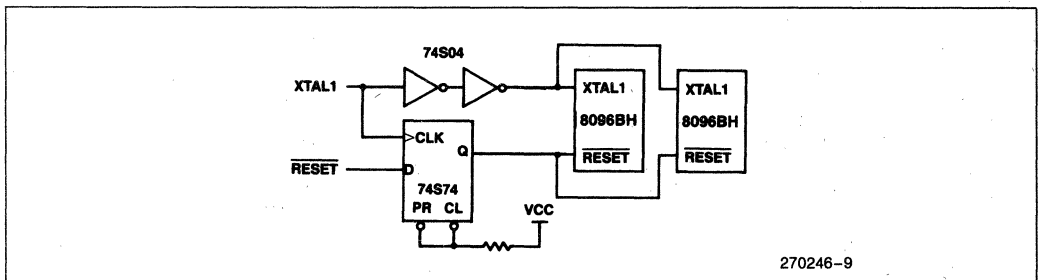 74S04
XTAL1
XTAL1
8096BH
RESET
XTAL1
8096BH
RESET
>CLK
Q
RESET
D
74S74
PR CL
VCC
270246-9